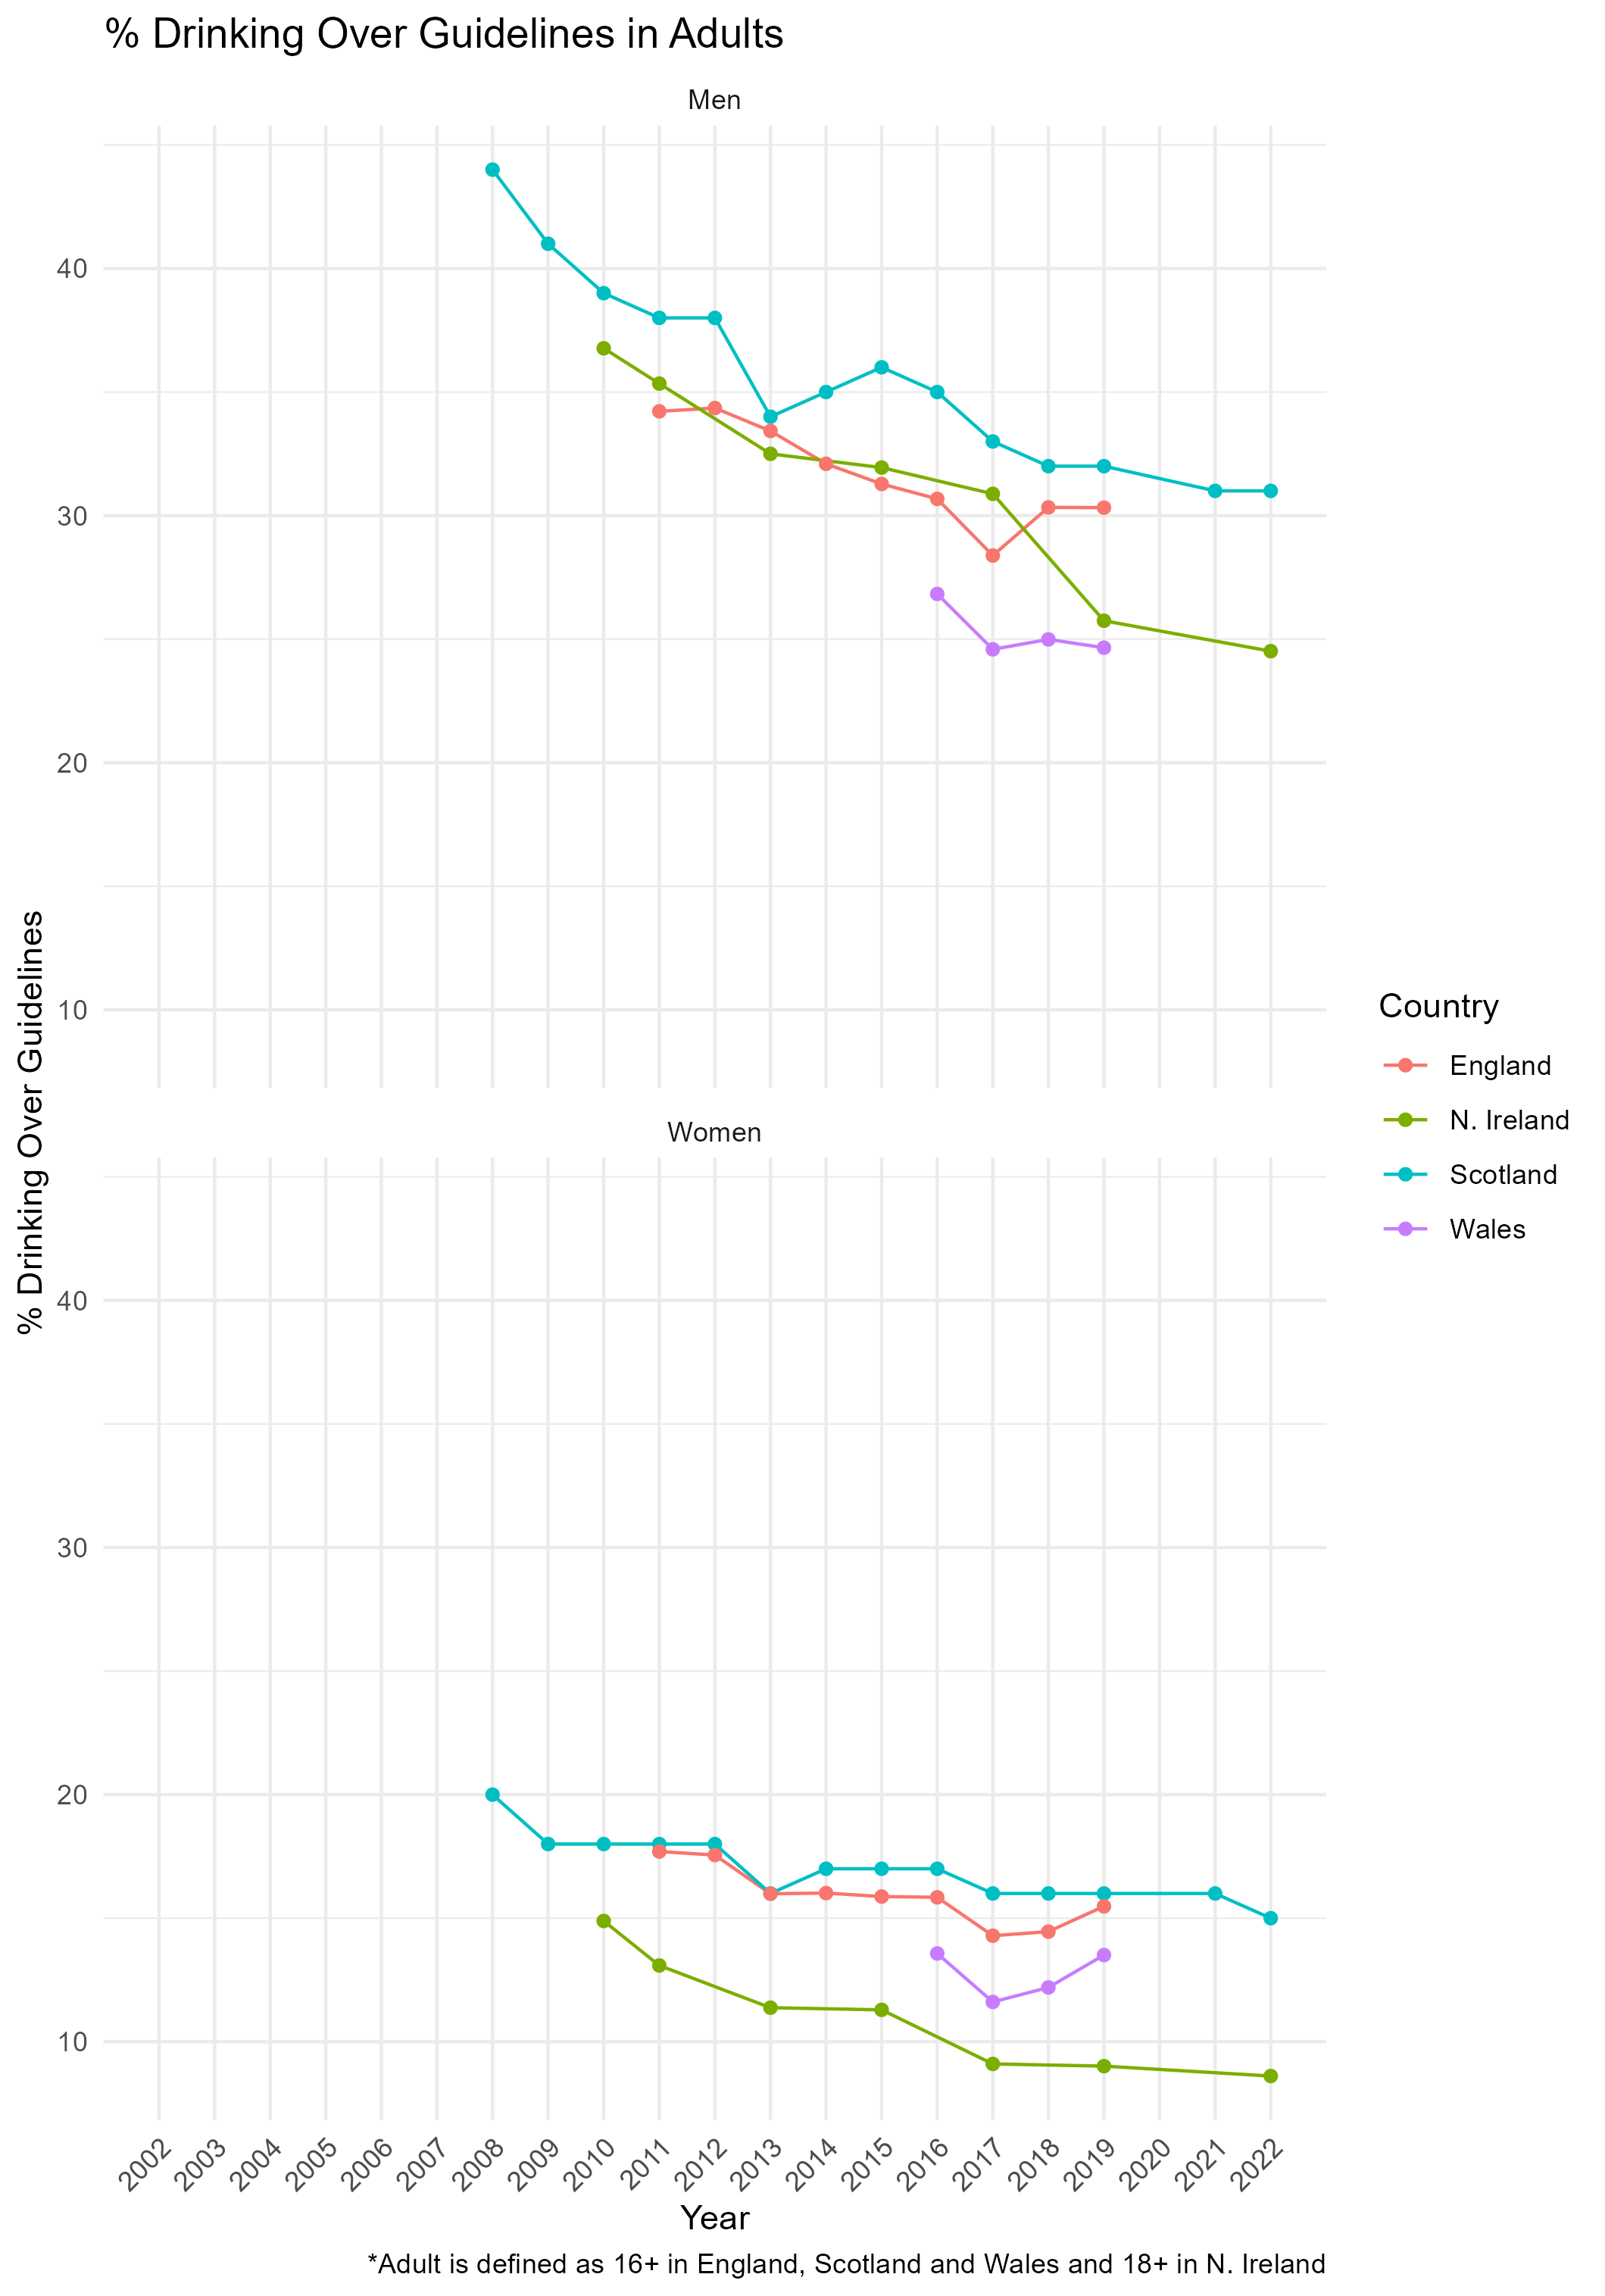 % Drinking Over Guidelines in Adults
Men
40
30
20
10
% Drinking Over Guidelines
Women
40
30
20
10
2002
2003
2004
2005
2006
2007
2008
2009
2010
2011
2012
2013
2014
2015
2016
2017
2018
2019
2020
2021
2022
Year
*Adult is defined as 16+ in England, Scotland and Wales and 18+ in N. Ireland
Country
England
N. Ireland
Scotland
Wales